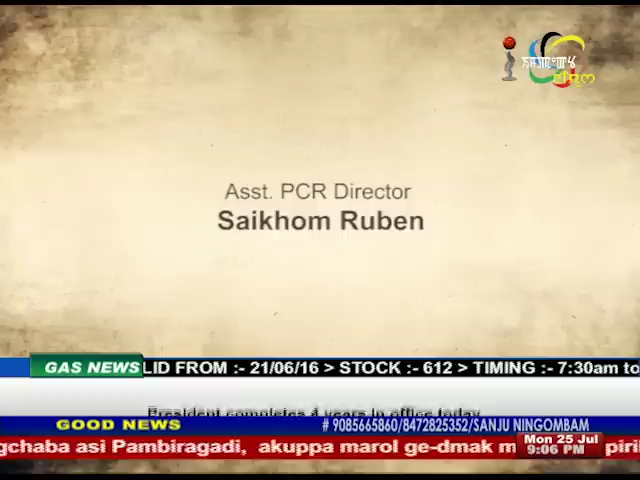 Asst. PCR Director
Saikhom Ruben
GAS NEWS
LID FROM :- 21/06/16 > STOCK :- 612 > TIMING :- 7:30am to
President completes 4 years in office today
GOOD NEWS
# 9085665860/8472825352/SANJU NINGOMBAM
gchaba asi Pambiragadi, akuppa marol ge-dmak m
Mon 25 Jul
9:06 PM
piri